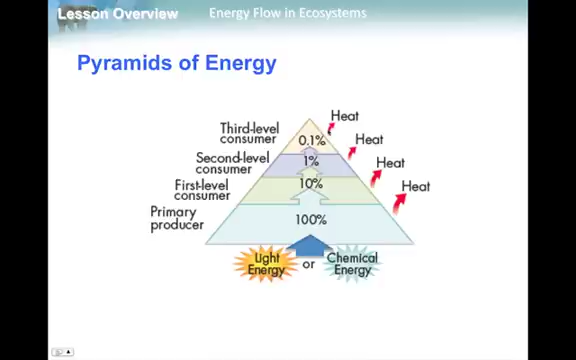 Lesson Overview Energy Flow in Ecosystems
Pyramids of Energy
Heat
Third-level
consumer
0.1%
Heat
Second-level
consumer
1%
Heat
First-level
consumer
10%
Heat
Primary
producer
100%
Light
Energy
or
Chemical
Energy